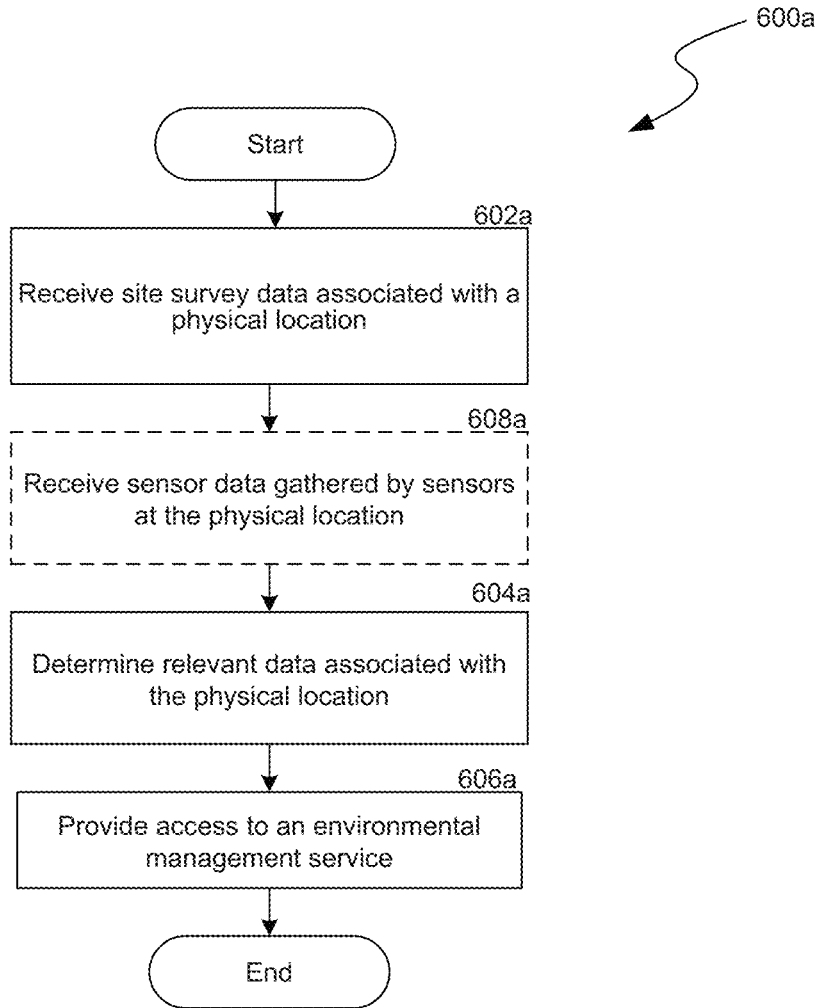 600a
Start
602a
Receive site survey data associated with a
physical location
608a
Receive sensor data gathered by sensors
at the physical location
604a
Determine relevant data associated with
the physical location
606a
Provide access to an environmental
management service
End